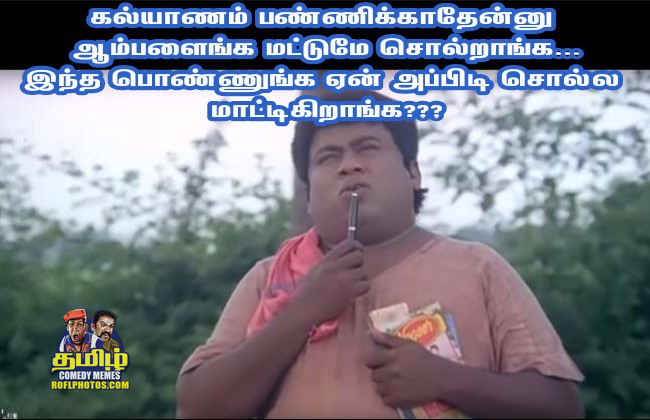 கல்யாணம் பண்ணிக்காதேன்னு
ஆம்பளைங்க மட்டுமே சொல்றாங்க...
இந்த பொண்ணுங்க ஏன் அப்பிடி சொல்ல
மாட்டிகிறாங்க???
தமிழ்
COMEDY MEMES
ROFLPHOTOS.COM